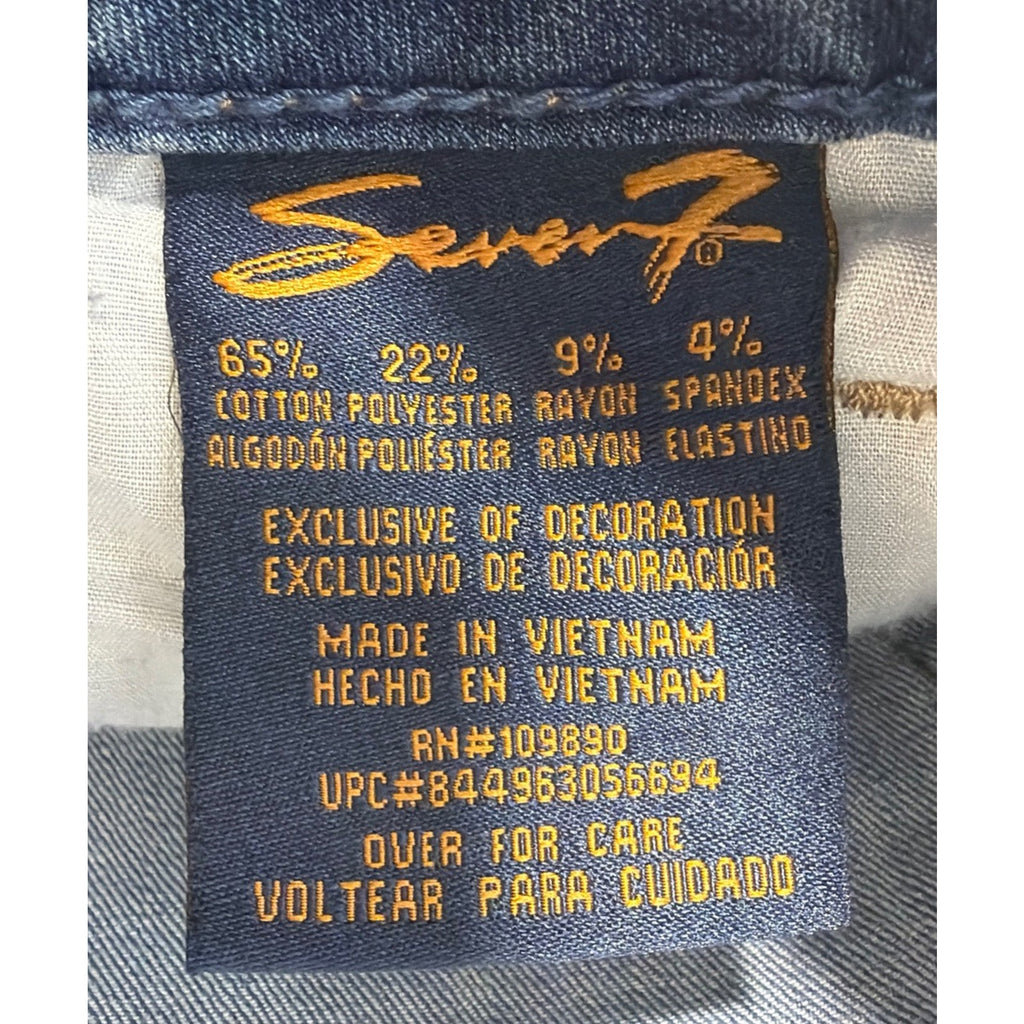 Seven7®
65% 22% 9% 4%
COTTON POLYESTER RAYON SPANDEX
ALGODÓN POLIÉSTER RAYON ELASTINO
EXCLUSIVE OF DECORATION
EXCLUSIVO DE DECORACIÓR
MADE IN VIETNAM
HECHO EN VIETNAM
RN#109890
UPC#844963056694
OVER FOR CARE
VOLTEAR PARA CUIDADO